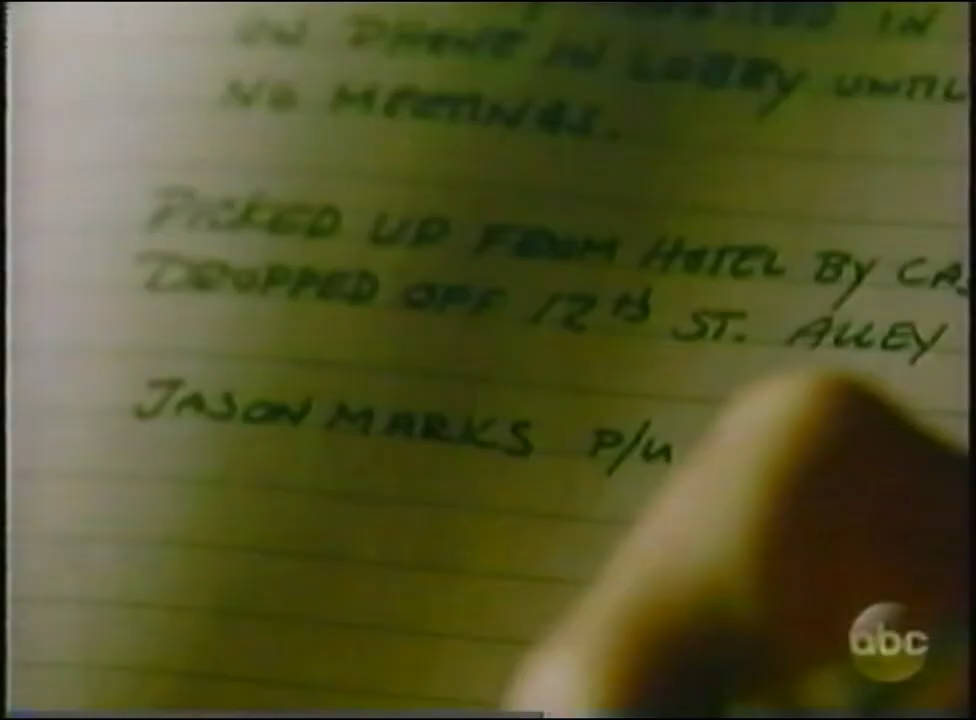 IN
ON PHONE IN LOBBY UNTIL
NO MEETINGS.
PICKED UP FROM HOTEL BY
DROPPED OFF 12th ST. ALLEY
JASON MARKS P/U
abc